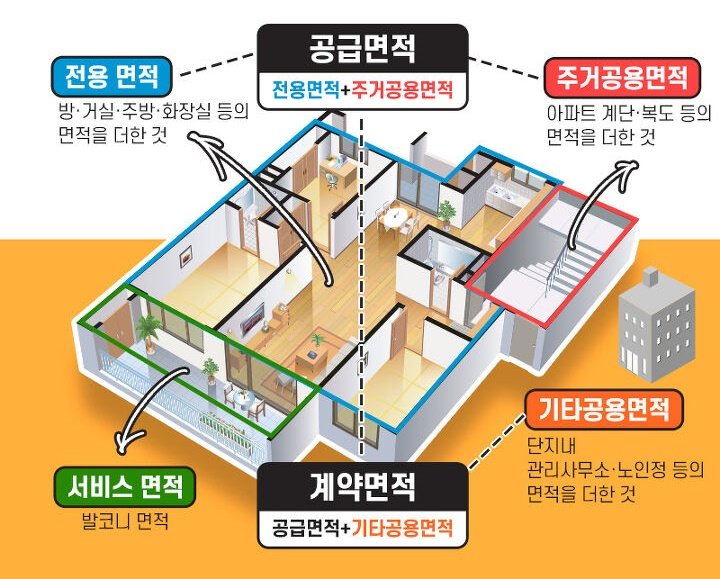 공급면적
전용면적+주거공용면적
전용 면적
방·거실·주방·화장실 등의
면적을 더한 것
주거공용면적
아파트 계단·복도 등의
면적을 더한 것
기타공용면적
단지내
관리사무소·노인정 등의
면적을 더한 것
서비스 면적
발코니 면적
계약면적
공급면적+기타공용면적